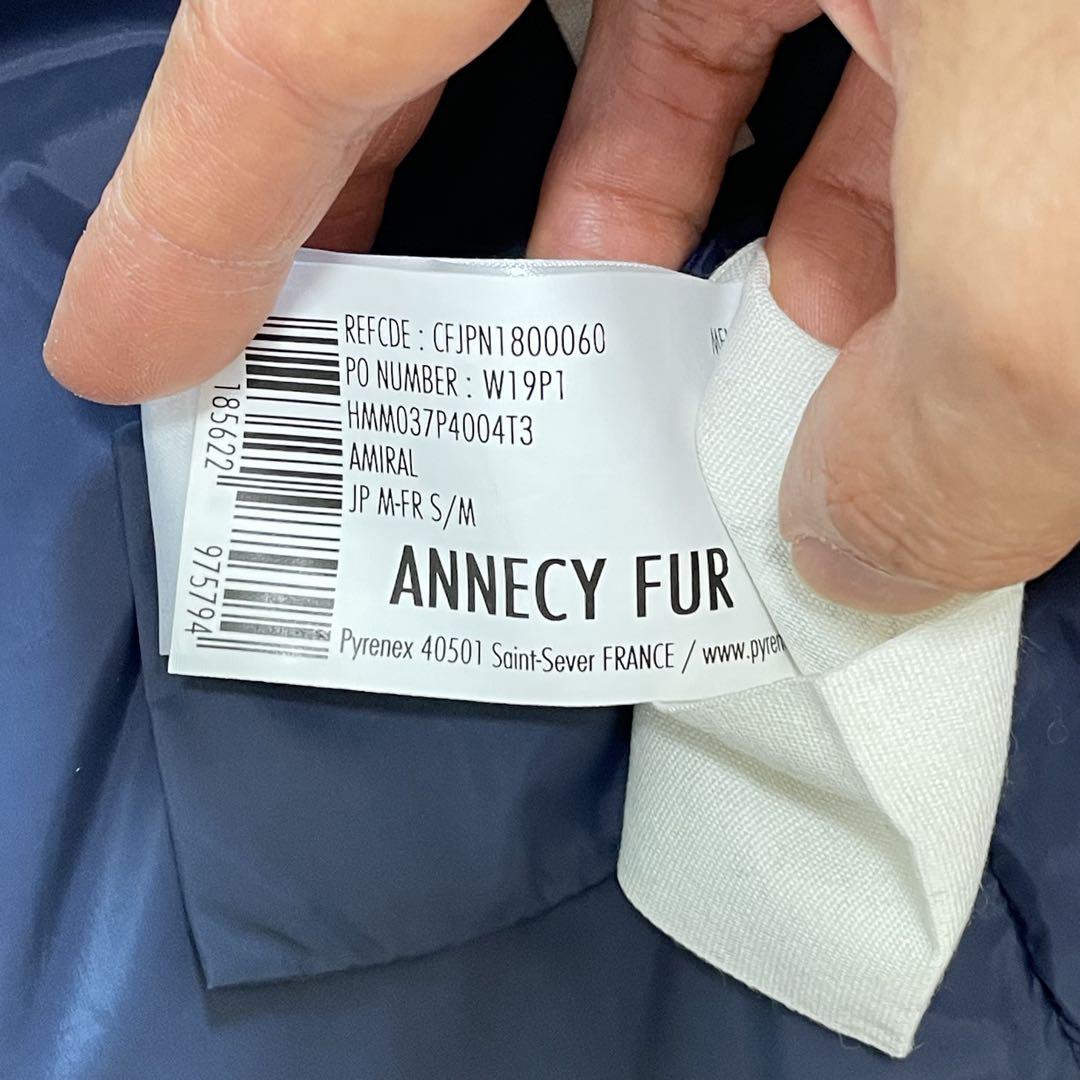 REFCDE : CFJPN1800060
PO NUMBER : W19P1
HMM037P4004T3
AMIRAL
JP M-FR S/M
ANNECY FUR
Pyrenex 40501 Saint-Sever FRANCE / www.pyren
185622
975794